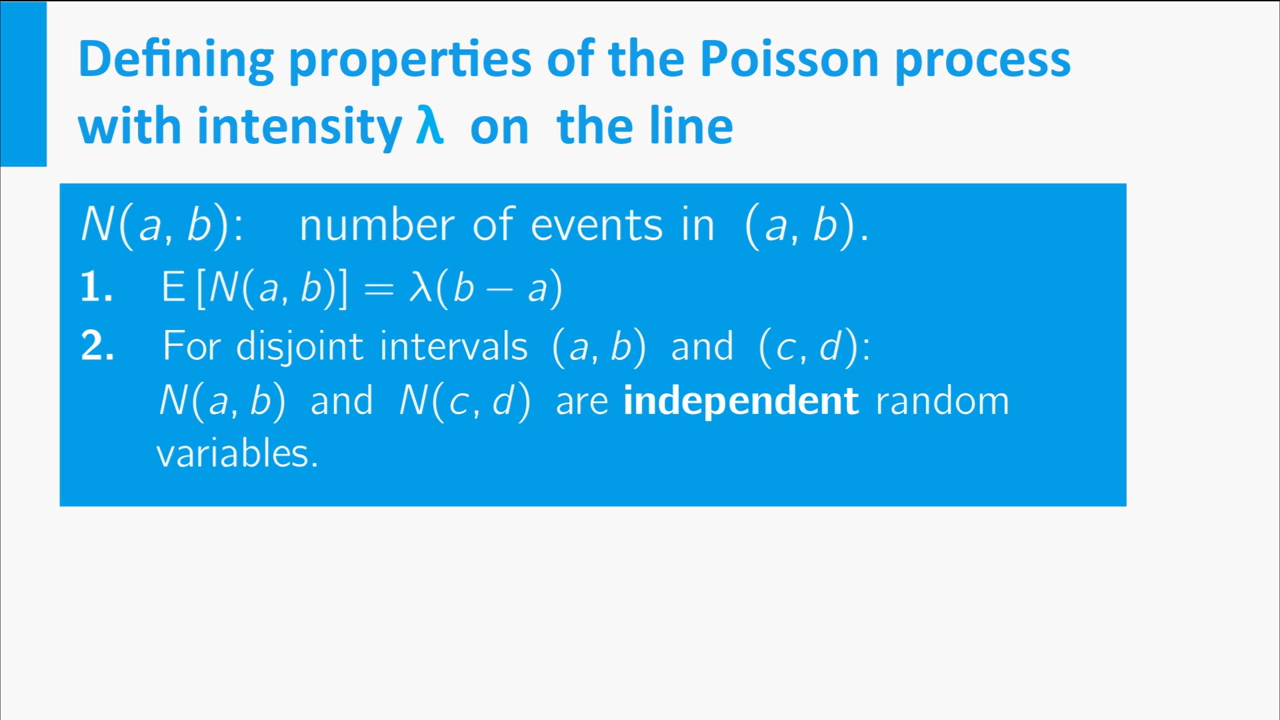 Defining properties of the Poisson process
with intensity λ on the line
N(a, b): number of events in (a, b).
1. E [N(a, b)] = λ(b − a)
2. For disjoint intervals (a, b) and (c, d):
N(a, b) and N(c, d) are independent random
variables.